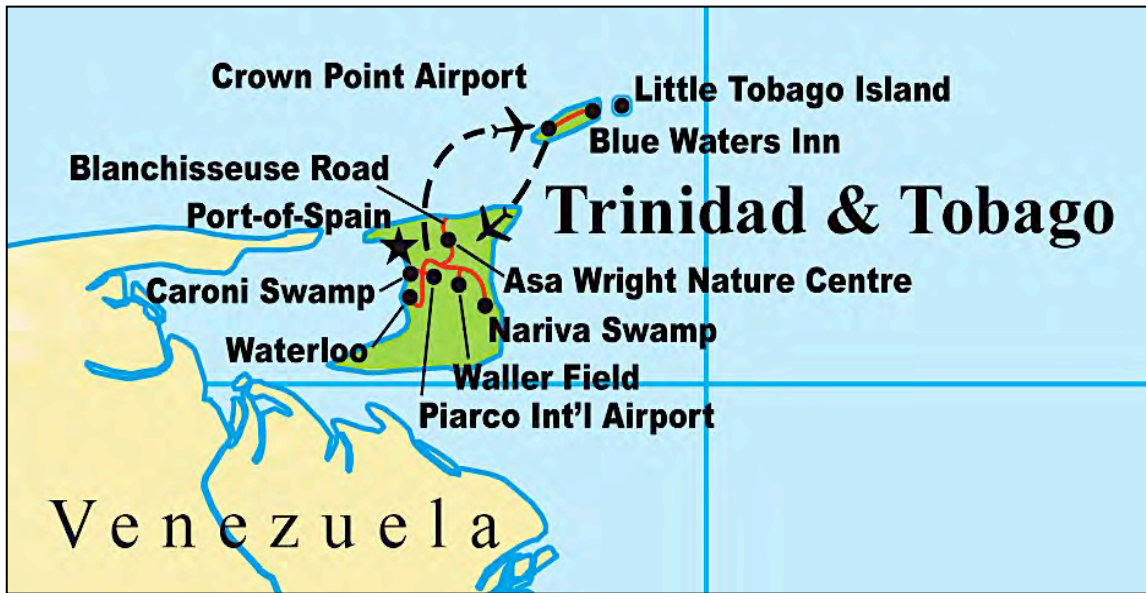 Crown Point Airport
Little Tobago Island
Blue Waters Inn
Blanchisseuse Road
Port-of-Spain
Trinidad & Tobago
Asa Wright Nature Centre
Caroni Swamp
Nariva Swamp
Waterloo
Waller Field
Piarco Int'l Airport
Venezuela